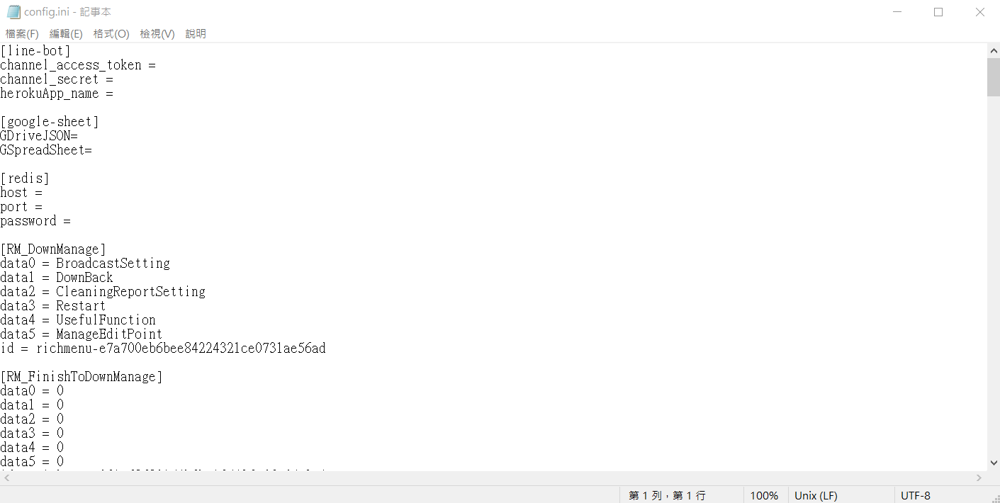 config.ini - 記事本
檔案(F) 編輯(E) 格式(O) 檢視(V) 說明
[line-bot]
channel_access_token =
channel_secret =
herokuApp_name =
[google-sheet]
GDriveJSON=
GSpreadSheet=
[redis]
host =
port =
password =
[RM_DownManage]
data0 = BroadcastSetting
data1 = DownBack
data2 = CleaningReportSetting
data3 = Restart
data4 = UsefulFunction
data5 = ManageEditPoint
id = richmenu-e7a700eb6bee84224321ce0731ae56ad
[RM_FinishToDownManage]
data0 = 0
data1 = 0
data2 = 0
data3 = 0
data4 = 0
data5 = 0
第 1 列，第 1 行 100% Unix (LF) UTF-8